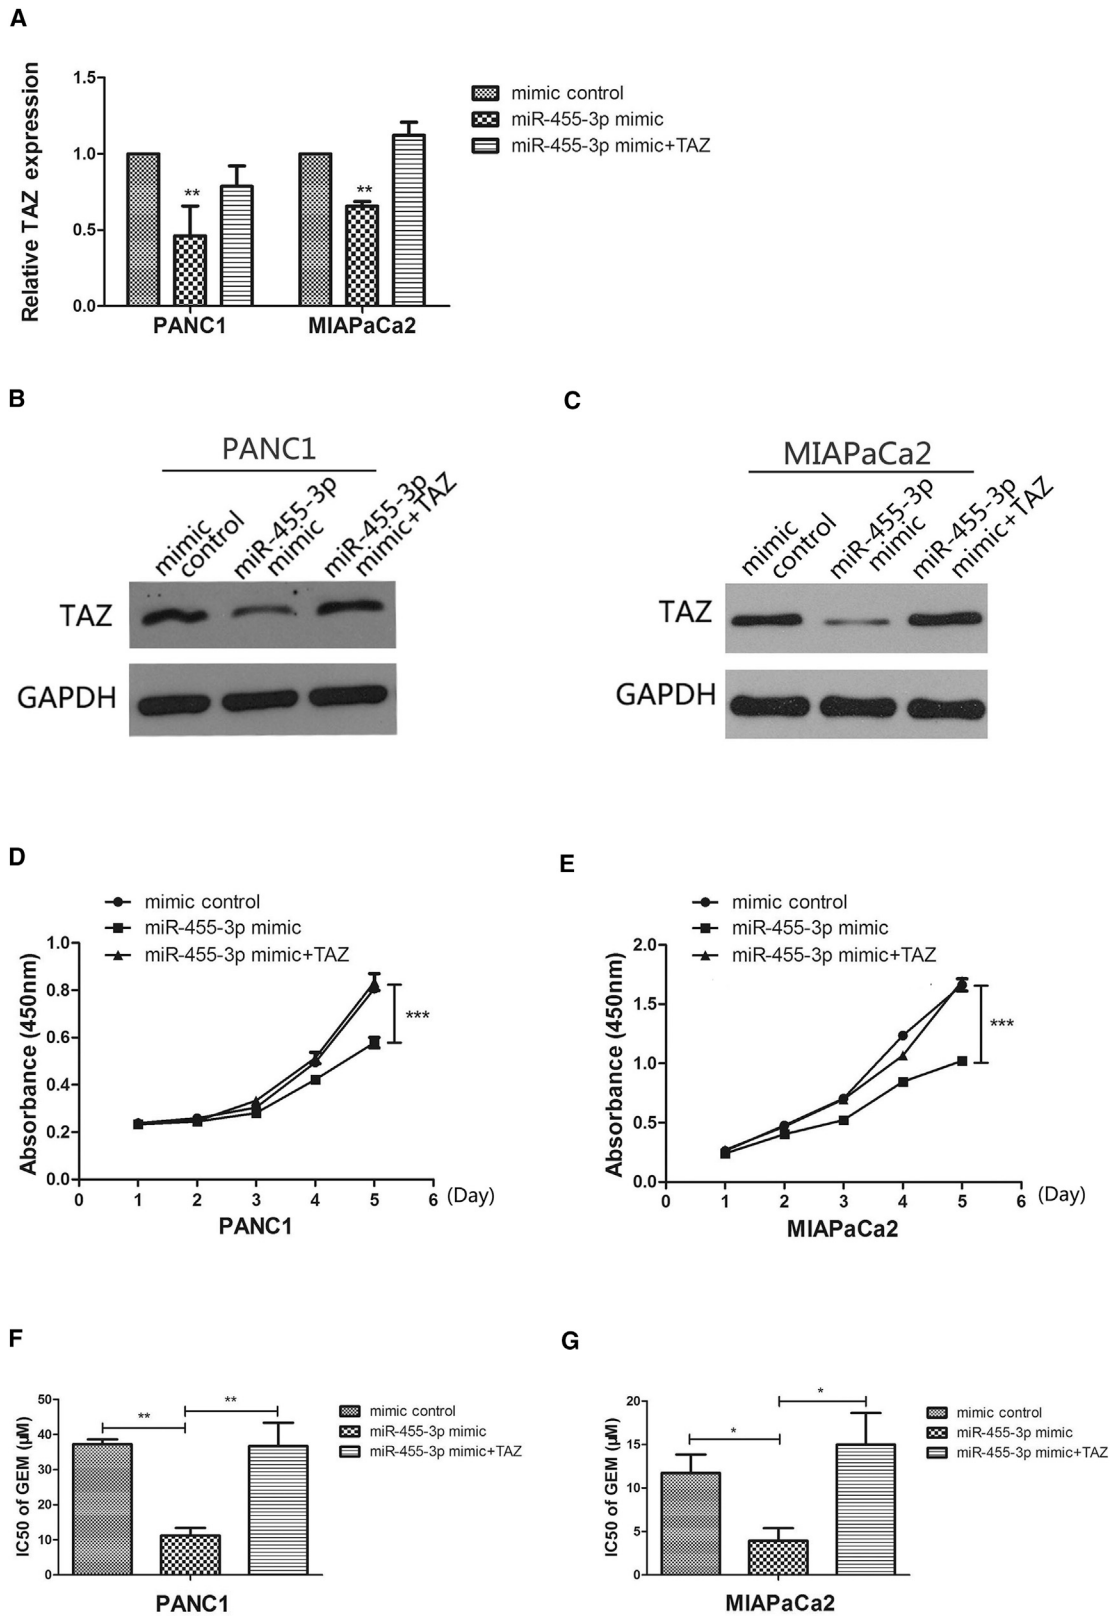 A
1.5
1.0
0.5
0.0
Relative TAZ expression
** **
PANC1 MIAPaCa2
mimic control
miR-455-3p mimic
miR-455-3p mimic+TAZ
B
PANC1
mimic
control
miR-455-3p
mimic
miR-455-3p
mimic+TAZ
TAZ
GAPDH
C
MIAPaCa2
mimic
control
miR-455-3p
mimic
miR-455-3p
mimic+TAZ
TAZ
GAPDH
D
mimic control
miR-455-3p mimic
miR-455-3p mimic+TAZ
1.0
0.8
0.6
0.4
0.2
0.0
Absorbance (450nm)
***
0 1 2 3 4 5 6 (Day)
PANC1
E
mimic control
miR-455-3p mimic
miR-455-3p mimic+TAZ
2.0
1.5
1.0
0.5
0.0
Absorbance (450nm)
***
0 1 2 3 4 5 6 (Day)
MIAPaCa2
F
50
40
30
20
10
0
IC50 of GEM (μM)
** **
PANC1
mimic control
miR-455-3p mimic
miR-455-3p mimic+TAZ
G
20
15
10
5
0
IC50 of GEM (μM)
* *
MIAPaCa2
mimic control
miR-455-3p mimic
miR-455-3p mimic+TAZ